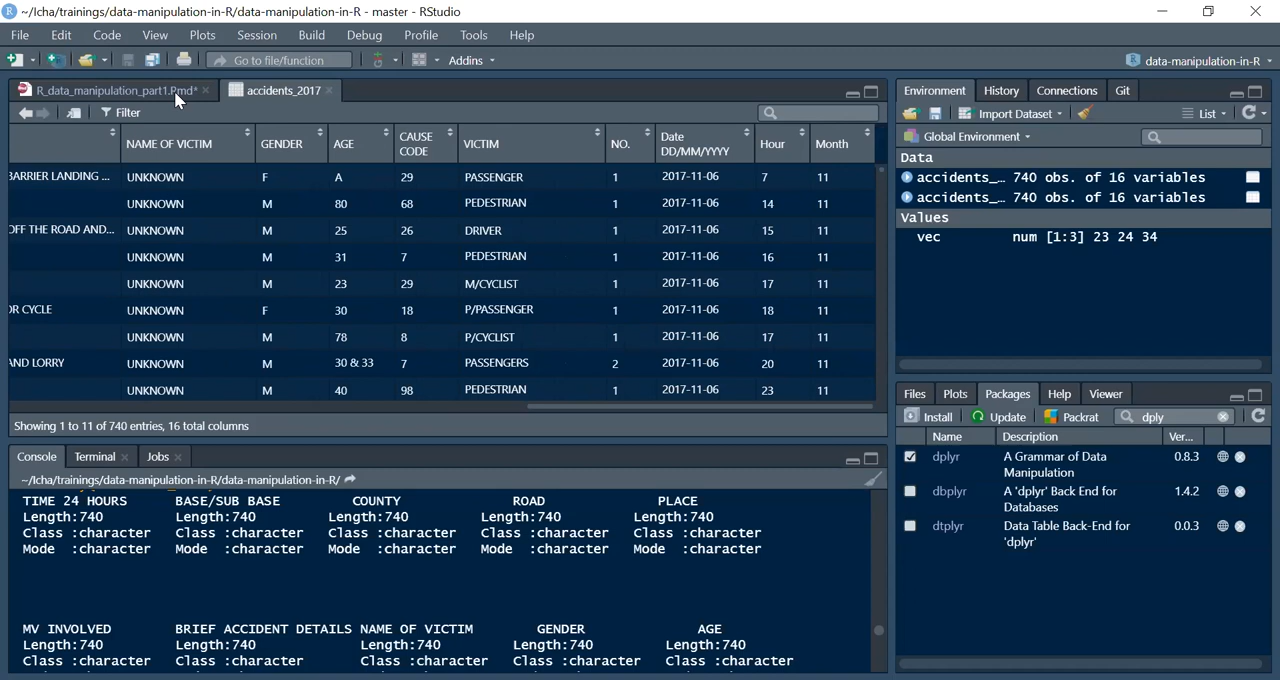 ~/lcha/trainings/data-manipulation-in-R/data-manipulation-in-R - master - RStudio
File Edit Code View Plots Session Build Debug Profile Tools Help
Go to file/function Addins data-manipulation-in-R
R_data_manipulation_part1.Rmd* accidents_2017
Filter
NAME OF VICTIM GENDER AGE CAUSE CODE VICTIM NO. Date DD/MM/YYYY Hour Month
BARRIER LANDING ... UNKNOWN F A 29 PASSENGER 1 2017-11-06 7 11
UNKNOWN M 80 68 PEDESTRIAN 1 2017-11-06 14 11
OFF THE ROAD AND... UNKNOWN M 25 26 DRIVER 1 2017-11-06 15 11
UNKNOWN M 31 7 PEDESTRIAN 1 2017-11-06 16 11
UNKNOWN M 23 29 M/CYCLIST 1 2017-11-06 17 11
OR CYCLE UNKNOWN F 30 18 P/PASSENGER 1 2017-11-06 18 11
UNKNOWN M 78 8 P/CYCLIST 1 2017-11-06 17 11
AND LORRY UNKNOWN M 30 & 33 7 PASSENGERS 2 2017-11-06 20 11
UNKNOWN M 40 98 PEDESTRIAN 1 2017-11-06 23 11
Showing 1 to 11 of 740 entries, 16 total columns
Console Terminal Jobs
~/lcha/trainings/data-manipulation-in-R/data-manipulation-in-R/
TIME 24 HOURS BASE/SUB BASE COUNTY ROAD PLACE
Length:740 Length:740 Length:740 Length:740 Length:740
Class :character Class :character Class :character Class :character Class :character
Mode :character Mode :character Mode :character Mode :character Mode :character
MV INVOLVED BRIEF ACCIDENT DETAILS NAME OF VICTIM GENDER AGE
Length:740 Length:740 Length:740 Length:740 Length:740
Class :character Class :character Class :character Class :character Class :character
Environment History Connections Git
Import Dataset List
Global Environment
Data
accidents_... 740 obs. of 16 variables
accidents_... 740 obs. of 16 variables
Values
vec num [1:3] 23 24 34
Files Plots Packages Help Viewer
Install Update Packrat dply
Name Description Ver...
dplyr A Grammar of Data Manipulation 0.8.3
dbplyr A 'dplyr' Back End for Databases 1.4.2
dtplyr Data Table Back-End for 'dplyr' 0.0.3